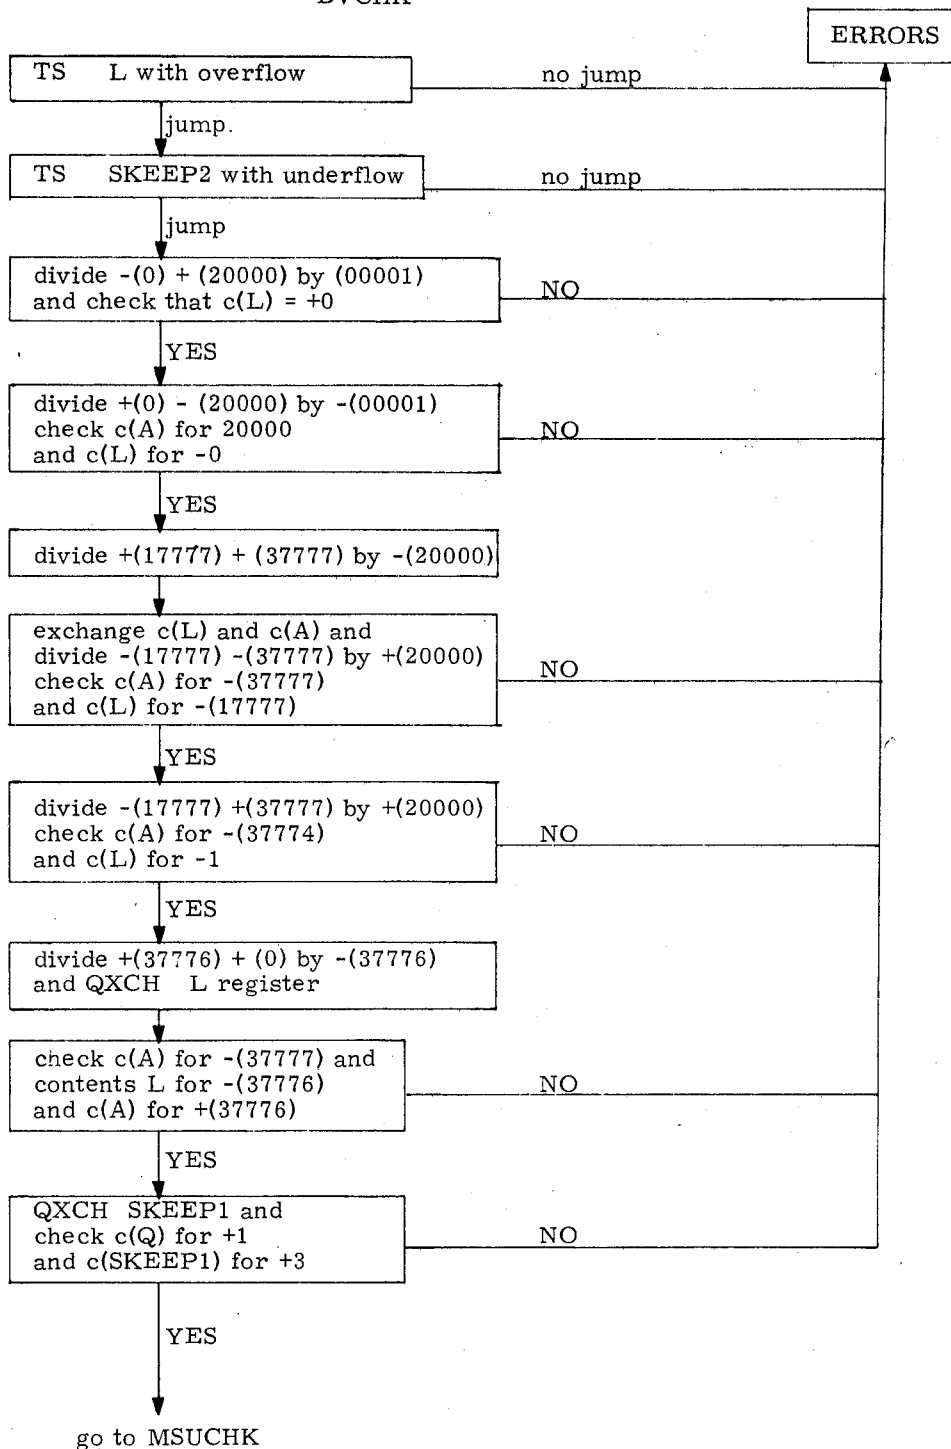 DVCHK
ERRORS
TS L with overflow
no jump
jump.
TS SKEEP2 with underflow
no jump
jump
divide -(0) + (20000) by (00001)
and check that c(L) = +0
NO
YES
divide +(0) - (20000) by -(00001)
check c(A) for 20000
and c(L) for -0
NO
YES
divide +(17777) + (37777) by -(20000)
exchange c(L) and c(A) and
divide -(17777) -(37777) by +(20000)
check c(A) for -(37777)
and c(L) for -(17777)
NO
YES
divide -(17777) +(37777) by +(20000)
check c(A) for -(37774)
and c(L) for -1
NO
YES
divide +(37776) + (0) by -(37776)
and QXCH L register
check c(A) for -(37777) and
contents L for -(37776)
and c(A) for +(37776)
NO
YES
QXCH SKEEP1 and
check c(Q) for +1
and c(SKEEP1) for +3
NO
YES
go to MSUCHK